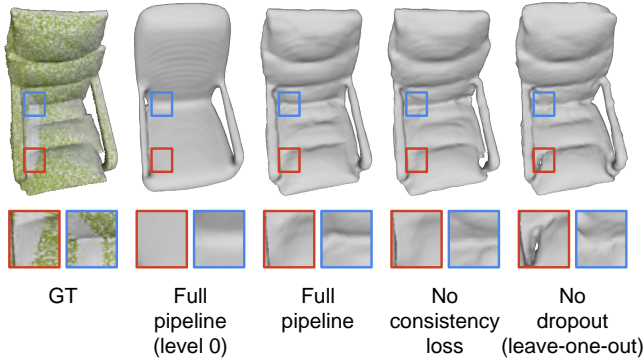 GT
Full
pipeline
(level 0)
Full
pipeline
No
consistency
loss
No
dropout
(leave-one-out)